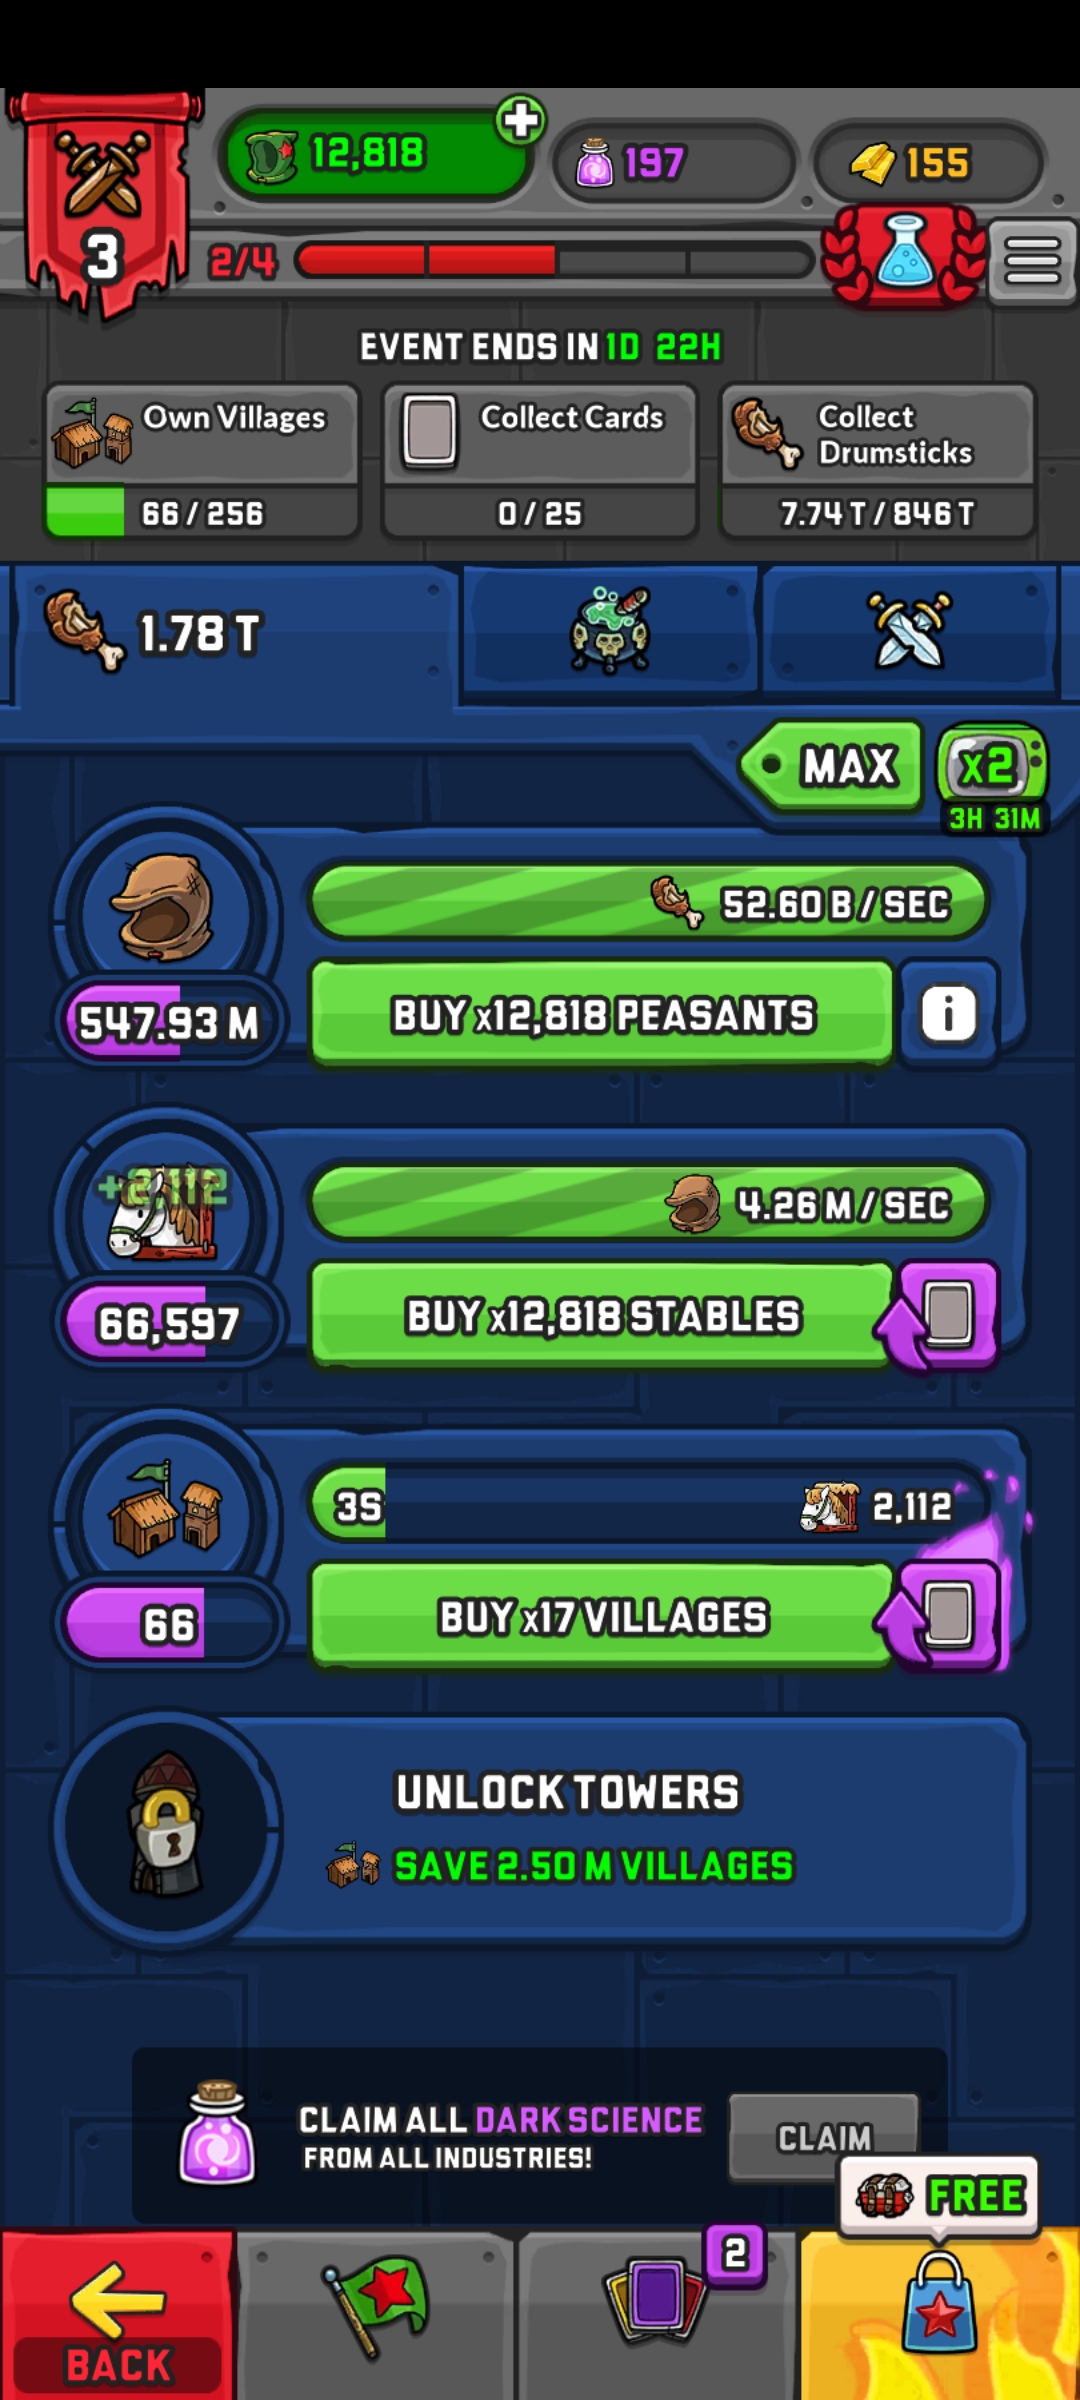 12,818
197
155
3
2/4
EVENT ENDS IN 1D 22H
Own Villages
66 / 256
Collect Cards
0 / 25
Collect
Drumsticks
7.74 T / 846 T
1.78 T
MAX
x2
3H 31M
52.60 B / SEC
547.93 M
BUY x12,818 PEASANTS
+2,112
4.26 M / SEC
66,597
BUY x12,818 STABLES
3S
2,112
66
BUY x17 VILLAGES
UNLOCK TOWERS
SAVE 2.50 M VILLAGES
CLAIM ALL DARK SCIENCE
FROM ALL INDUSTRIES!
CLAIM
FREE
2
BACK